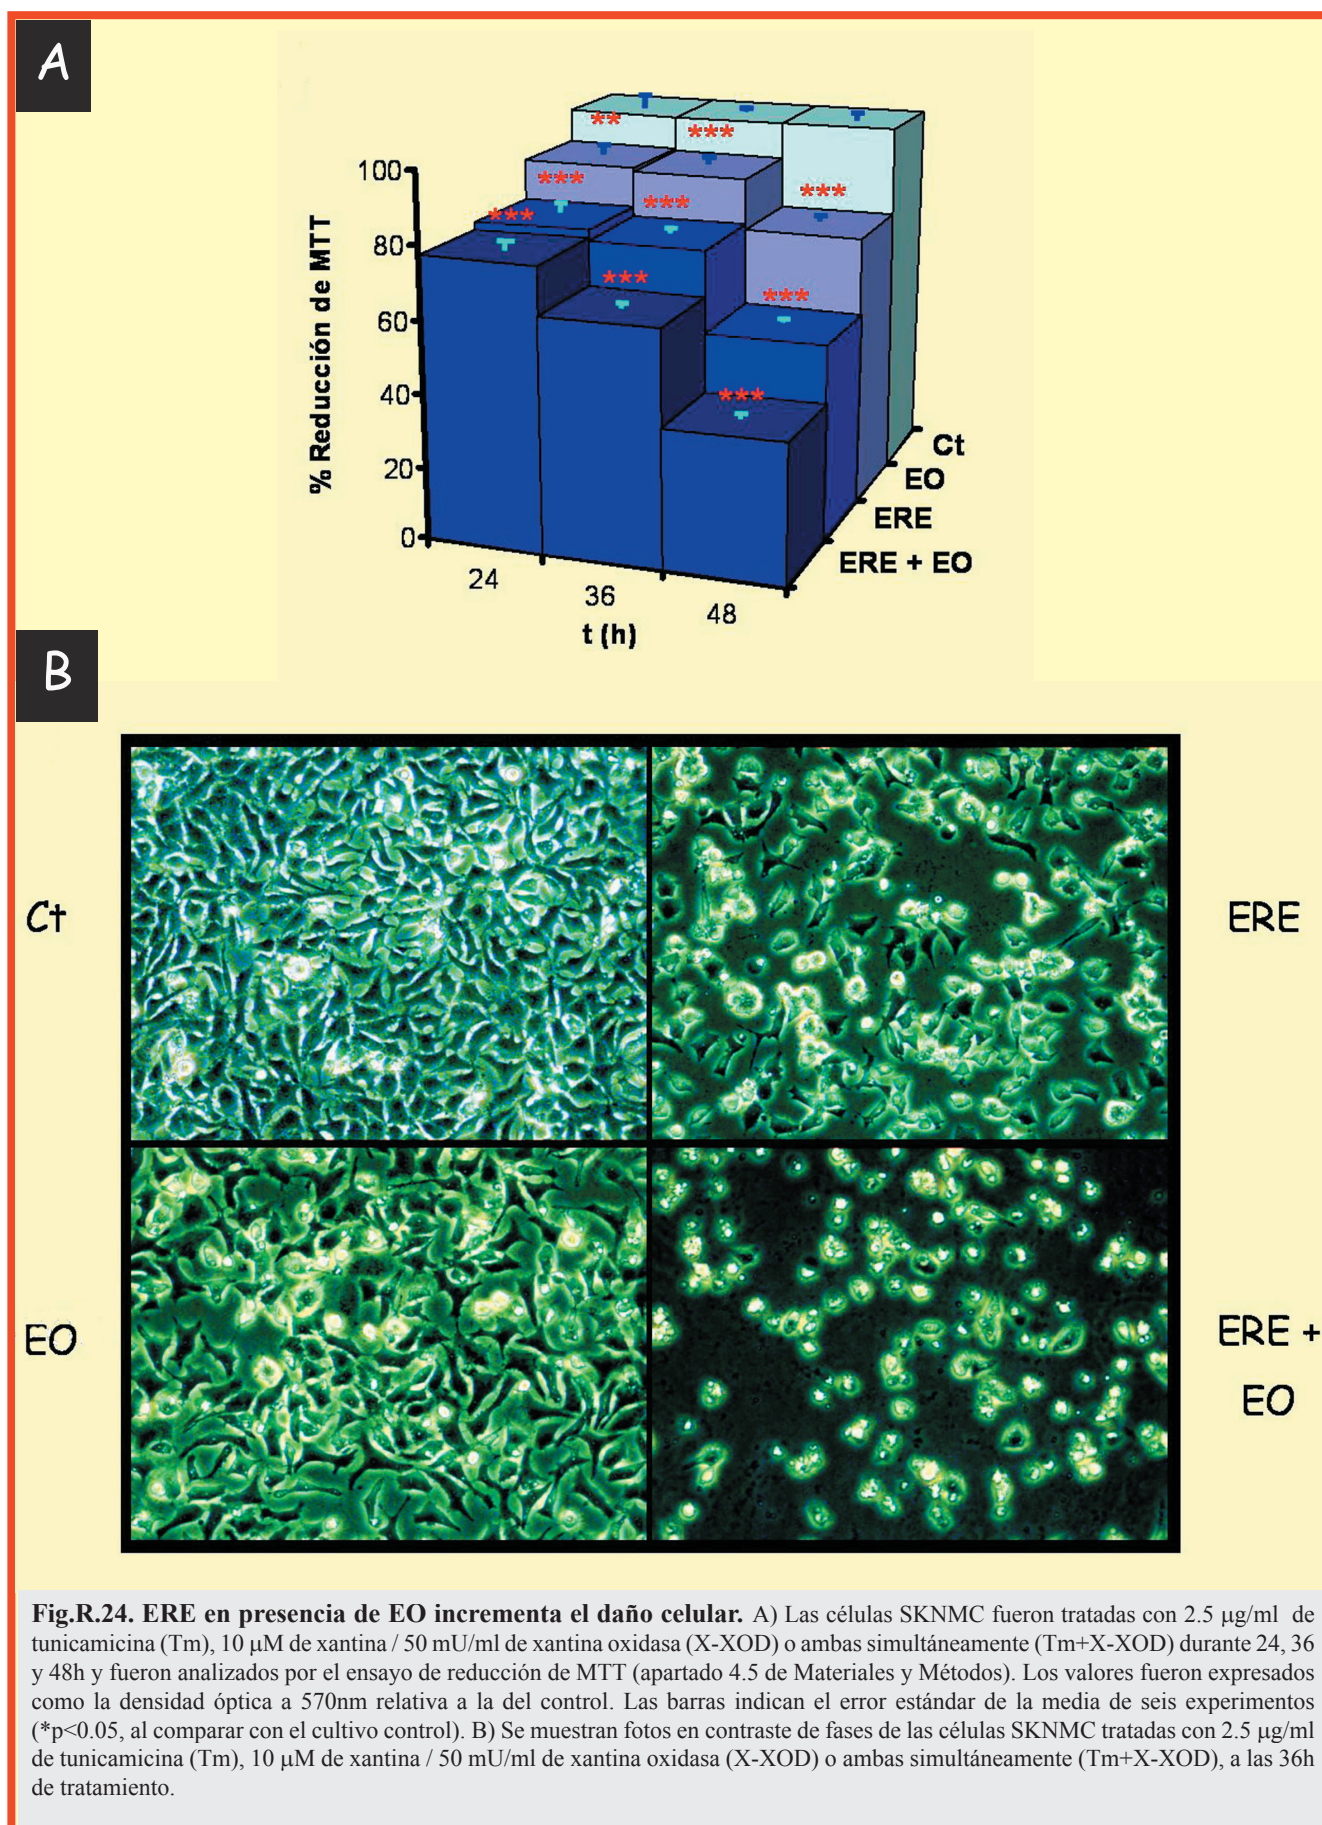 A
**
***
***
***
***
***
***
***
***
100
80
60
40
20
0
% Reducción de MTT
24
36
48
t (h)
Ct
EO
ERE
ERE + EO
B
Ct
ERE
EO
ERE +
EO
Fig.R.24. ERE en presencia de EO incrementa el daño celular. A) Las células SKNMC fueron tratadas con 2.5 μg/ml de
tunicamicina (Tm), 10 μM de xantina / 50 mU/ml de xantina oxidasa (X-XOD) o ambas simultáneamente (Tm+X-XOD) durante 24, 36
y 48h y fueron analizados por el ensayo de reducción de MTT (apartado 4.5 de Materiales y Métodos). Los valores fueron expresados
como la densidad óptica a 570nm relativa a la del control. Las barras indican el error estándar de la media de seis experimentos
(*p<0.05, al comparar con el cultivo control). B) Se muestran fotos en contraste de fases de las células SKNMC tratadas con 2.5 μg/ml
de tunicamicina (Tm), 10 μM de xantina / 50 mU/ml de xantina oxidasa (X-XOD) o ambas simultáneamente (Tm+X-XOD), a las 36h
de tratamiento.